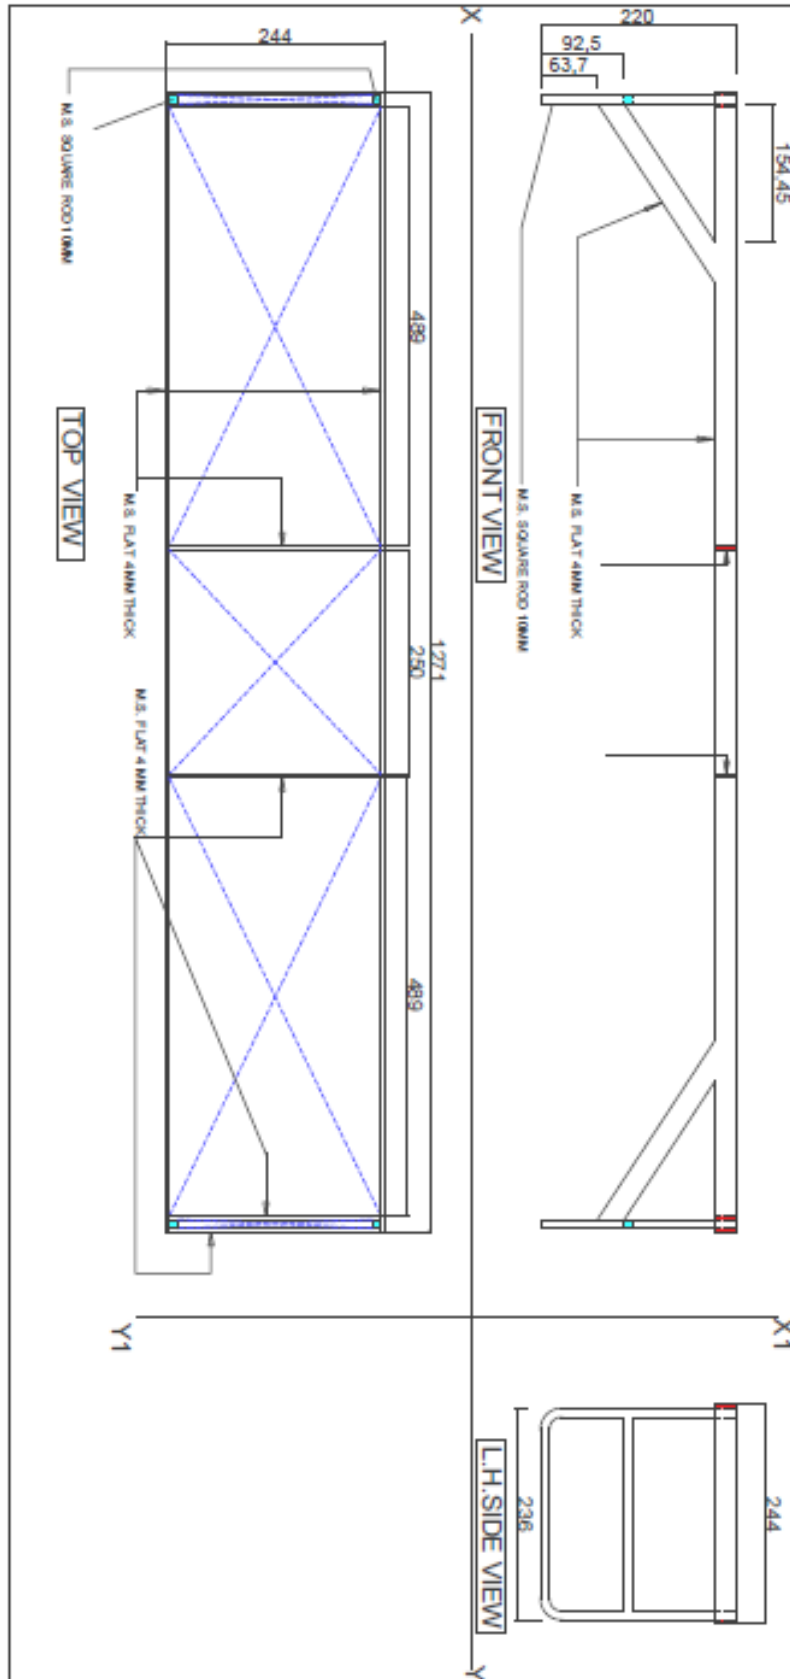 X
220
92,5
63,7
154,45
FRONT VIEW
M.S. SQUARE ROD 10MM
M.S. FLAT 4MM THICK
244
M.S. SQUARE ROD 10MM
489
1271
250
489
TOP VIEW
M.S. FLAT 4MM THICK
M.S. FLAT 4 MM THICK
Y1
X1
244
236
L.H.SIDE VIEW
Y